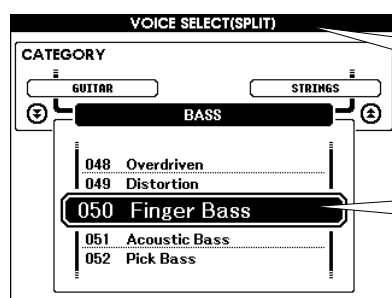 VOICE SELECT(SPLIT)
CATEGORY
GUITAR STRINGS
BASS
048 Overdriven
049 Distortion
050 Finger Bass
051 Acoustic Bass
052 Pick Bass